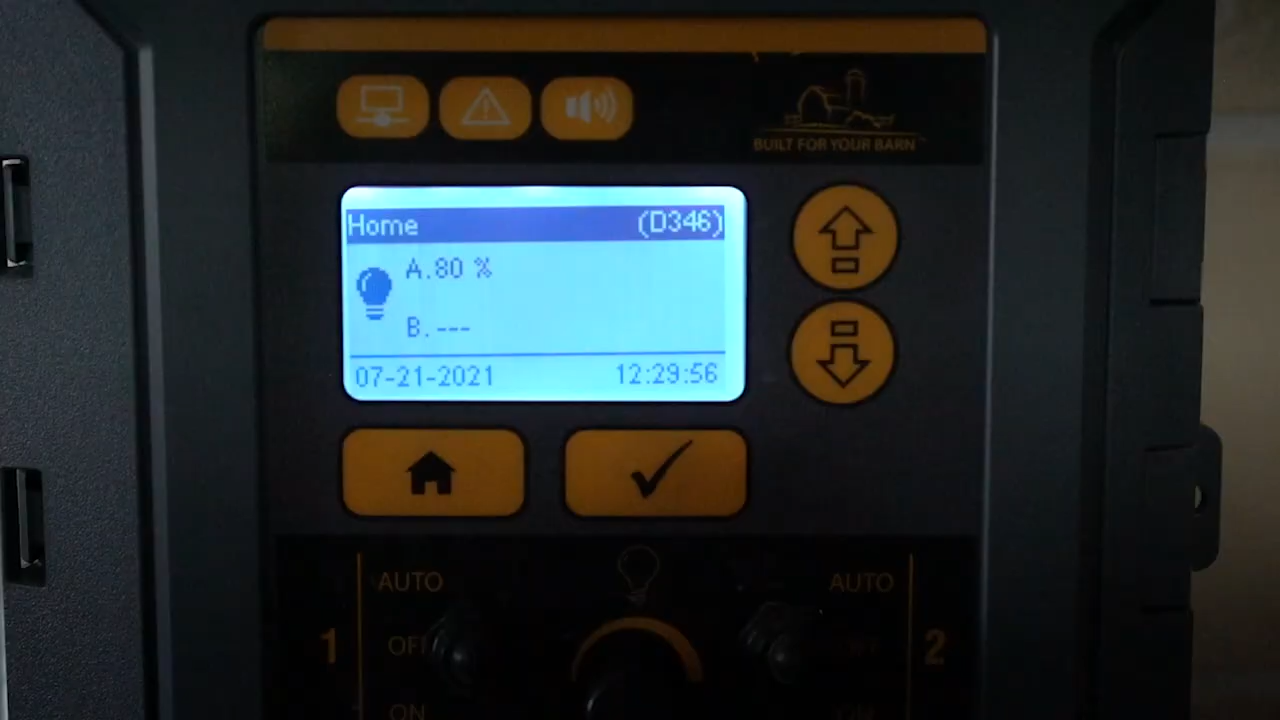 BUILT FOR YOUR BARN
Home (D346)
A.80 %
B.---
07-21-2021 12:29:56
AUTO AUTO
1 OFF 2
ON